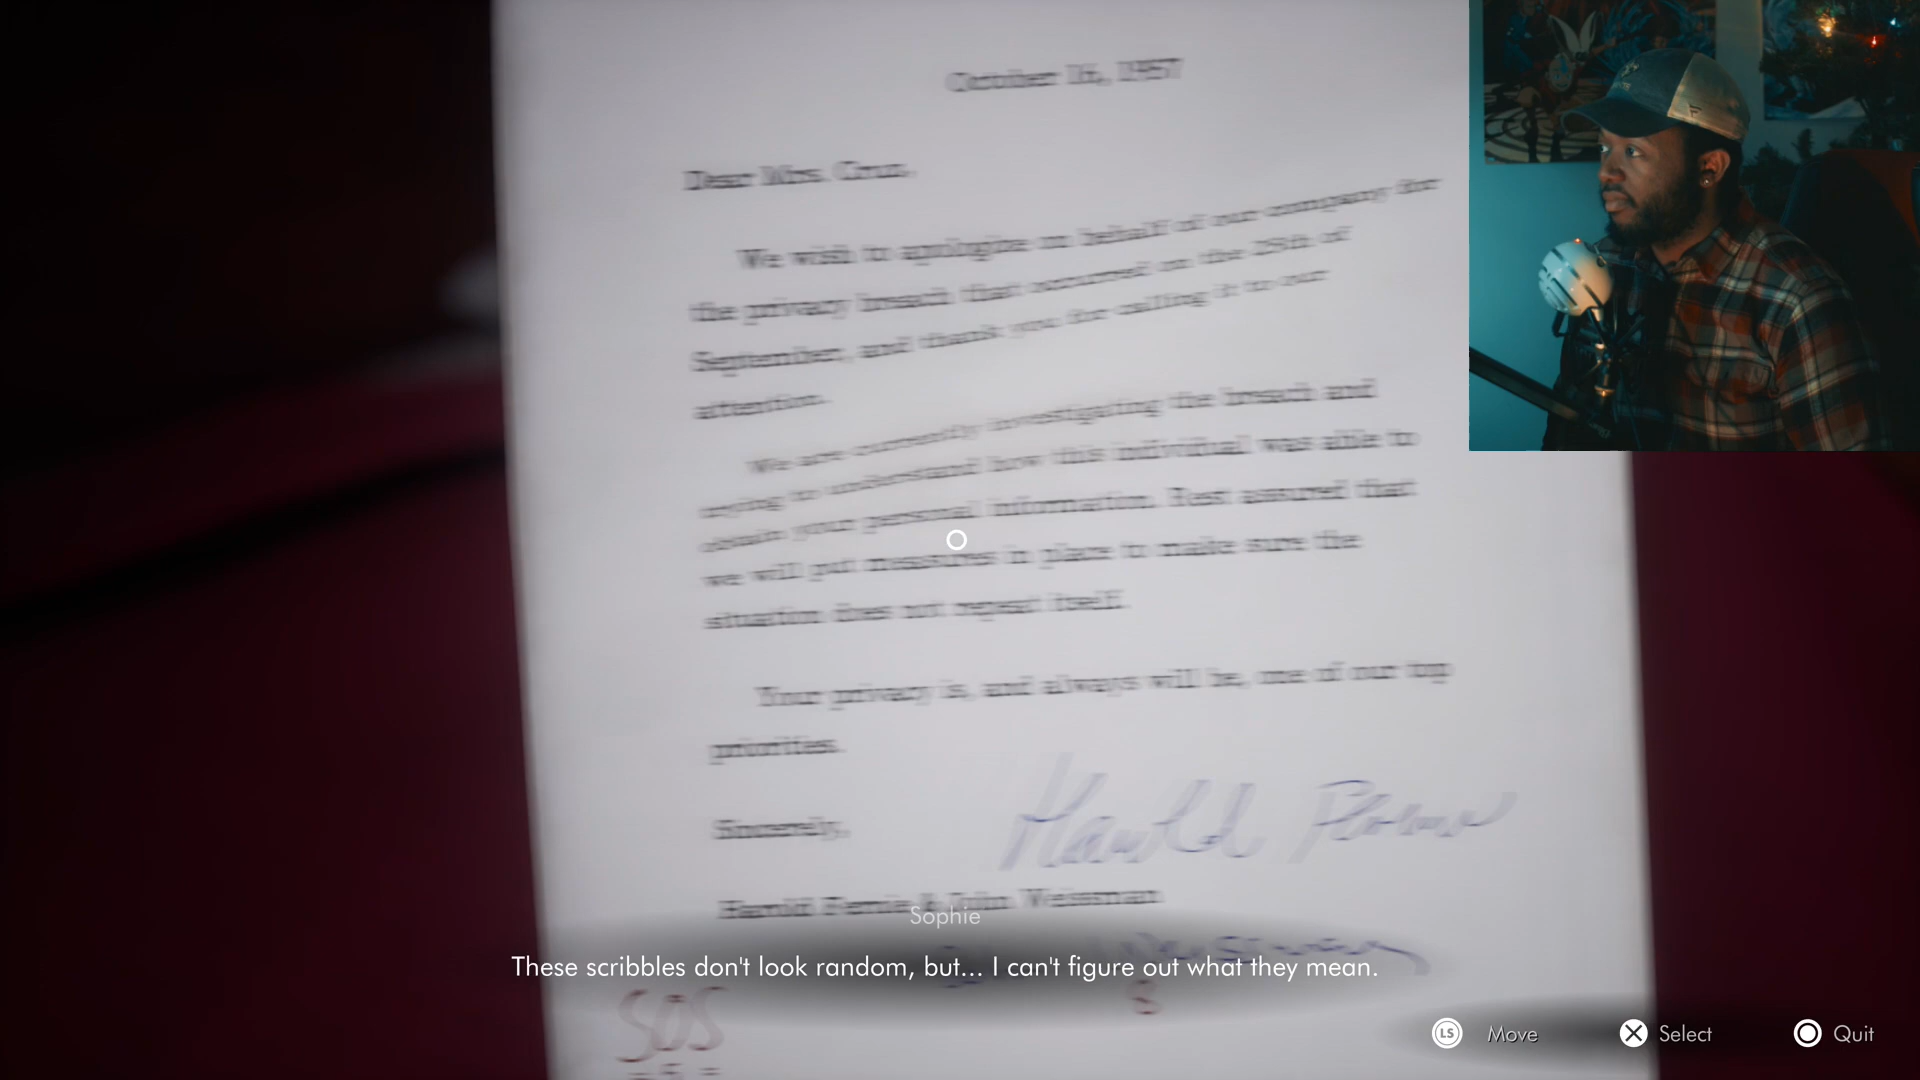 October 16, 1957
Dear Mrs. Cruz.
We wish to apologize on behalf of our company for
the privacy breach that occurred on the 28th of
September, and thank you for calling it to our
attention.
We are currently investigating the breach and
trying to understand how this individual was able to
obtain your personal information. Rest assured that
we will put measures in place to make sure the
situation does not repeat itself.
Your privacy is, and always will be, one of our top
priorities.
Sincerely,
Harold
Harold Pernie & John Weissman
Sophie
These scribbles don't look random, but... I can't figure out what they mean.
SOS
8
LS Move
Select
Quit